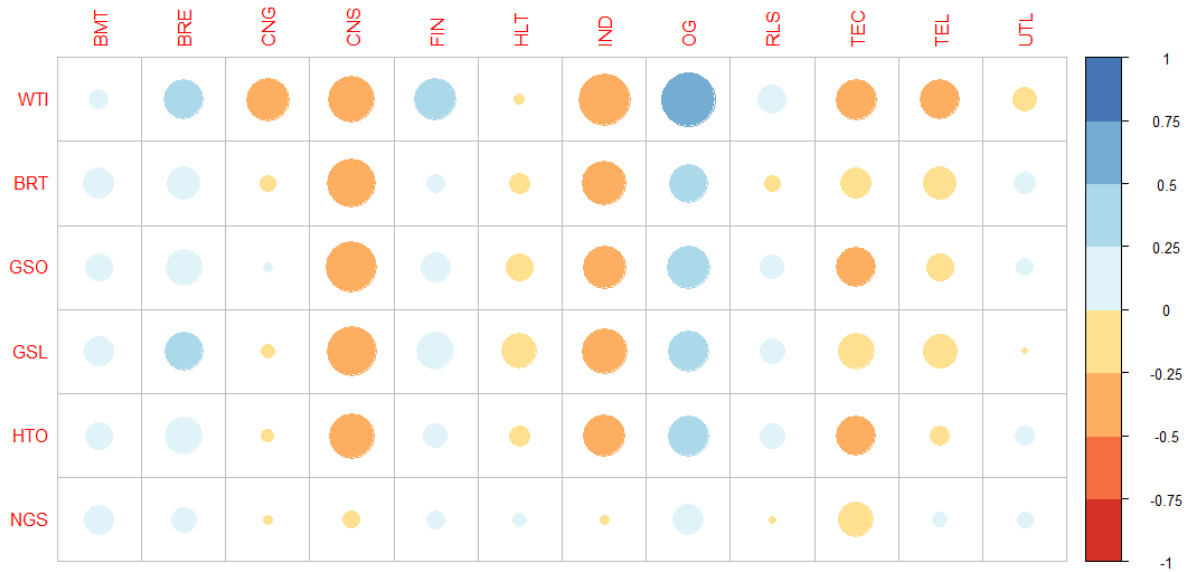 BMT BRE CNG CNS FIN HLT IND OG RLS TEC TEL UTL
WTI
BRT
GSO
GSL
HTO
NGS
1
0.75
0.5
0.25
0
-0.25
-0.5
-0.75
-1